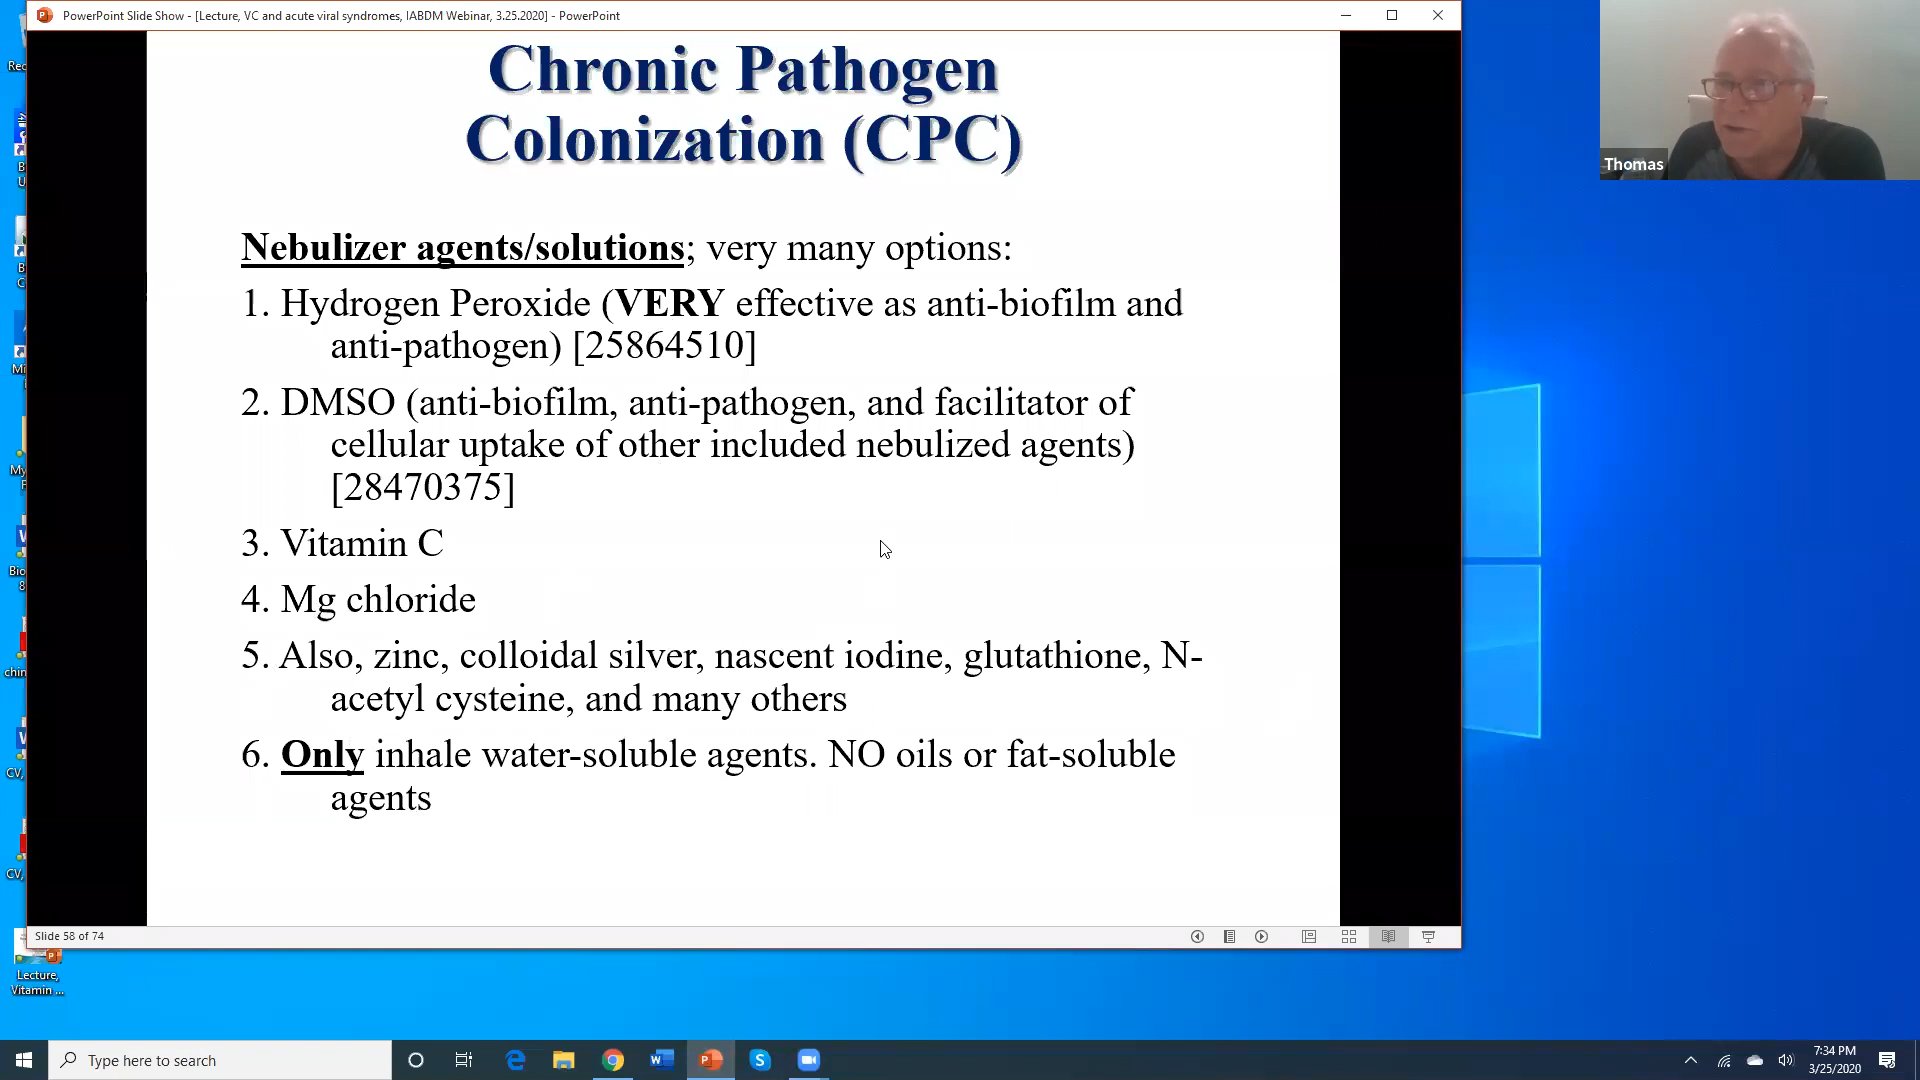 PowerPoint Slide Show - [Lecture, VC and acute viral syndromes, IABDM Webinar, 3.25.2020] - PowerPoint
Chronic Pathogen
Colonization (CPC)
Nebulizer agents/solutions; very many options:
1. Hydrogen Peroxide (VERY effective as anti-biofilm and
anti-pathogen) [25864510]
2. DMSO (anti-biofilm, anti-pathogen, and facilitator of
cellular uptake of other included nebulized agents)
[28470375]
3. Vitamin C
4. Mg chloride
5. Also, zinc, colloidal silver, nascent iodine, glutathione, N-
acetyl cysteine, and many others
6. Only inhale water-soluble agents. NO oils or fat-soluble
agents
Slide 58 of 74
Thomas
Lecture,
Vitamin ...
Type here to search
7:34 PM
3/25/2020